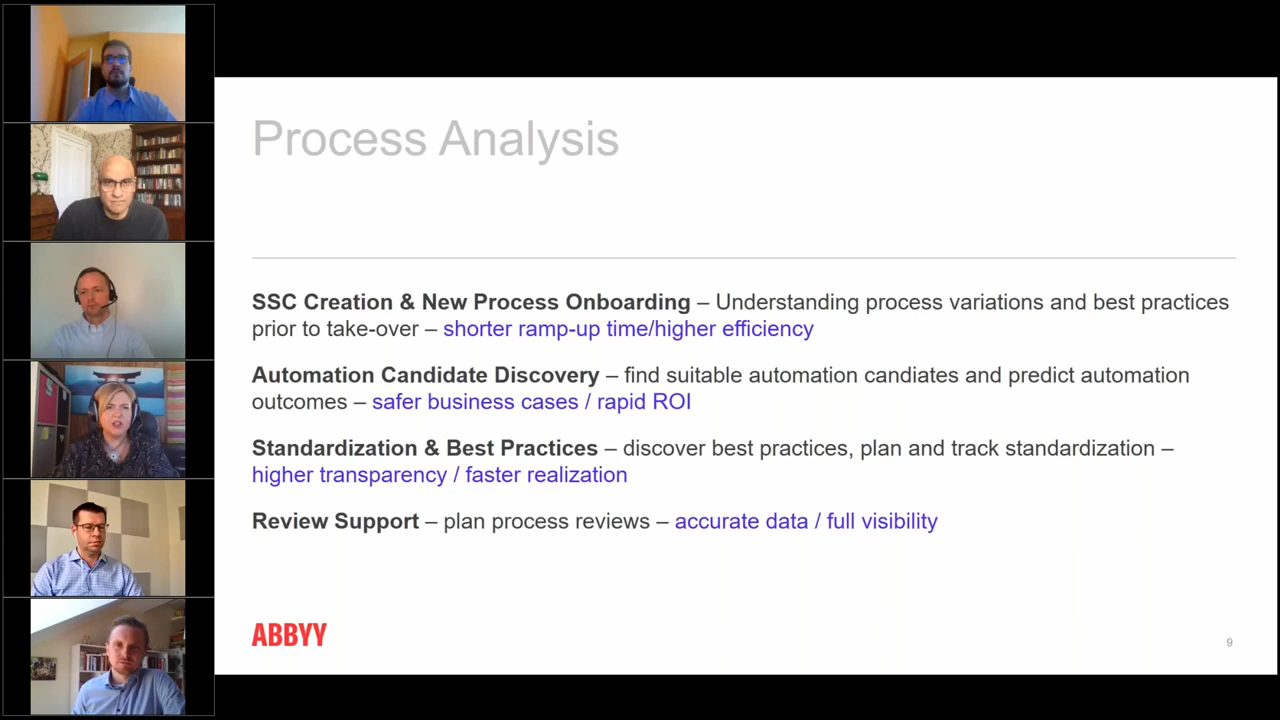 Process Analysis
SSC Creation & New Process Onboarding – Understanding process variations and best practices
prior to take-over – shorter ramp-up time/higher efficiency
Automation Candidate Discovery – find suitable automation candiates and predict automation
outcomes – safer business cases / rapid ROI
Standardization & Best Practices – discover best practices, plan and track standardization –
higher transparency / faster realization
Review Support – plan process reviews – accurate data / full visibility
ABBYY
9